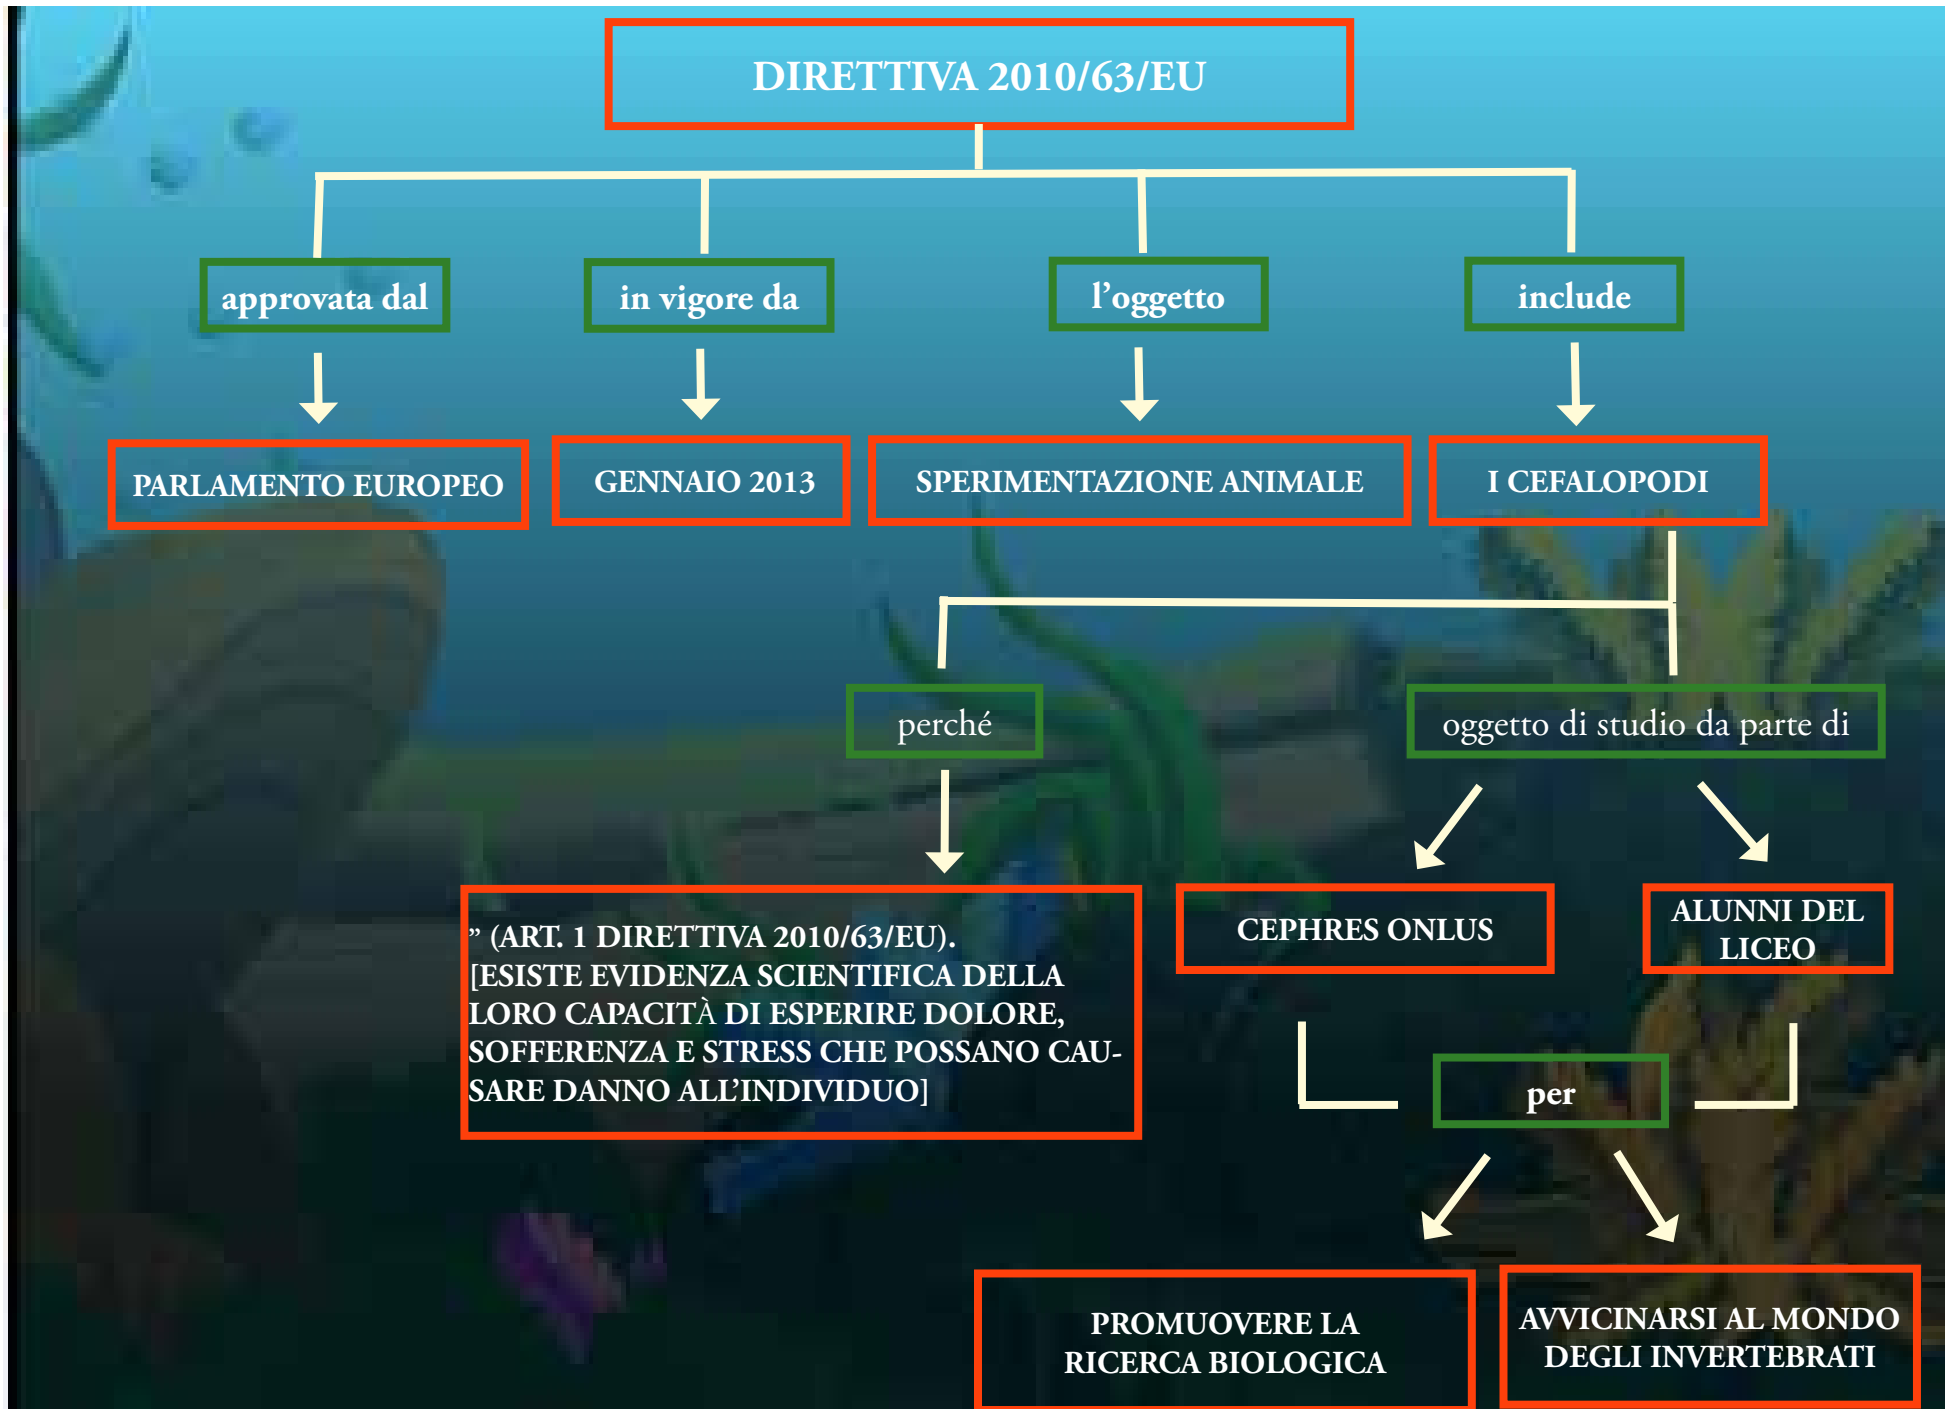 DIRETTIVA 2010/63/EU
approvata dal
in vigore da
l’oggetto
include
PARLAMENTO EUROPEO
GENNAIO 2013
SPERIMENTAZIONE ANIMALE
I CEFALOPODI
perché
oggetto di studio da parte di
” (ART. 1 DIRETTIVA 2010/63/EU).
[ESISTE EVIDENZA SCIENTIFICA DELLA
LORO CAPACITÀ DI ESPERIRE DOLORE,
SOFFERENZA E STRESS CHE POSSANO CAU-
SARE DANNO ALL’INDIVIDUO]
CEPHRES ONLUS
ALUNNI DEL
LICEO
per
PROMUOVERE LA
RICERCA BIOLOGICA
AVVICINARSI AL MONDO
DEGLI INVERTEBRATI